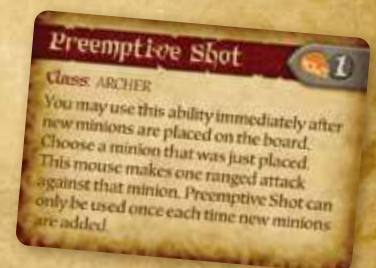 Preemptive Shot 1
Class: ARCHER
You may use this ability immediately after
new minions are placed on the board.
Choose a minion that was just placed.
This mouse makes one ranged attack
against that minion. Preemptive Shot can
only be used once each time new minions
are added.